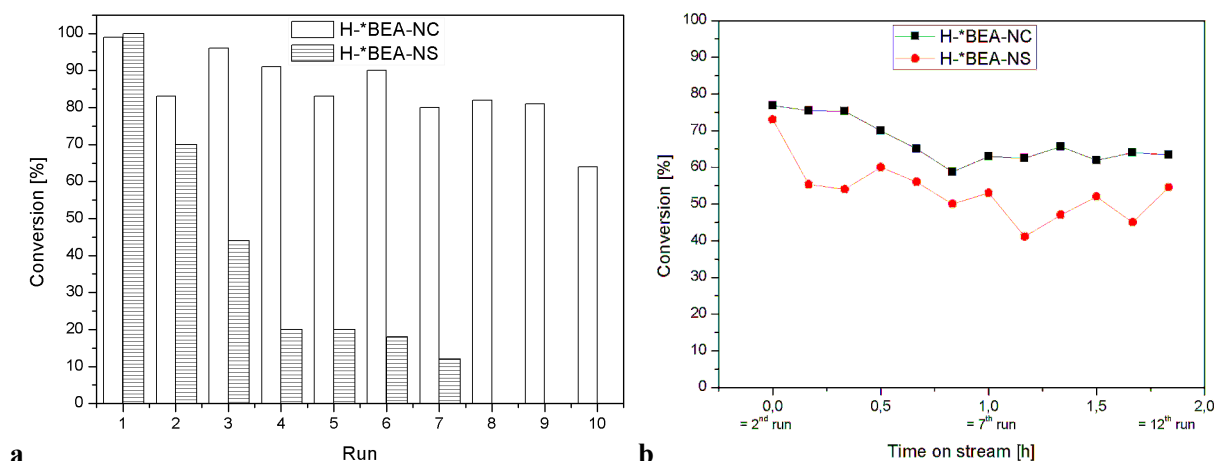 H-*BEA-NC
H-*BEA-NS
100
90
80
70
60
50
40
30
20
10
0
Conversion [%]
1 2 3 4 5 6 7 8 9 10
Run
a
H-*BEA-NC
H-*BEA-NS
100
90
80
70
60
50
40
30
20
10
0
Conversion [%]
0,0 0,5 1,0 1,5 2,0
= 2nd run = 7th run = 12th run
Time on stream [h]
b